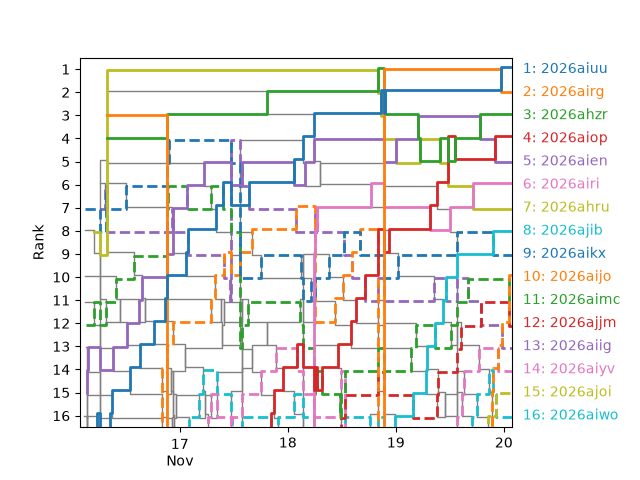 1 1: 2026aiuu
2 2: 2026airg
3 3: 2026ahzr
4 4: 2026aiop
5 5: 2026aien
6 6: 2026airi
7 7: 2026ahru
8 8: 2026ajib
9 9: 2026aikx
10 10: 2026aijo
11 11: 2026aimc
12 12: 2026ajjm
13 13: 2026aiig
14 14: 2026aiyv
15 15: 2026ajoi
16 16: 2026aiwo
Rank
17 18 19 20
Nov